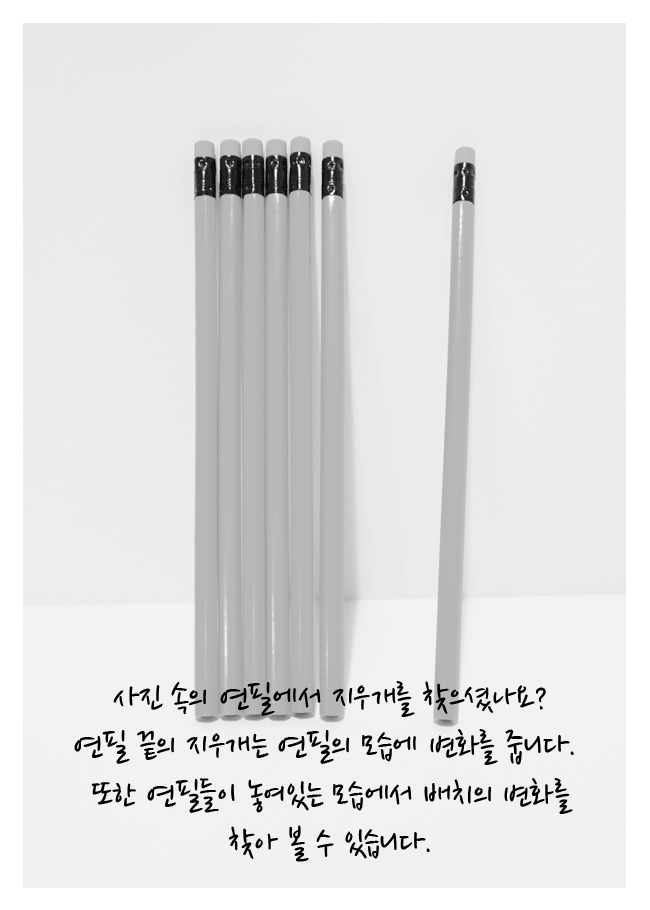 사진 속의 연필에서 지우개를 찾으셨나요?
연필 끝의 지우개는 연필의 모습에 변화를 줍니다.
또한 연필들이 놓여있는 모습에서 배치의 변화를
찾아 볼 수 있습니다.